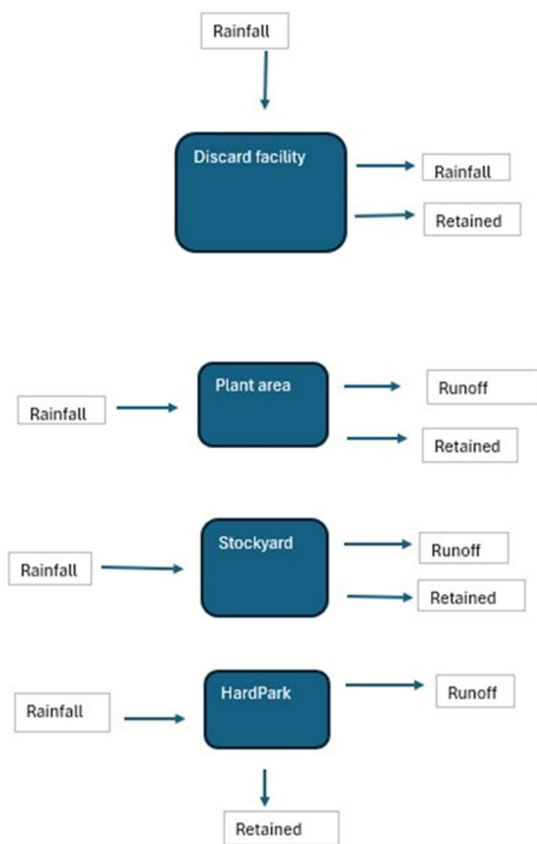 Rainfall
Discard facility
Rainfall
Retained
Plant area
Runoff
Rainfall
Retained
Stockyard
Runoff
Rainfall
Retained
HardPark
Runoff
Rainfall
Retained